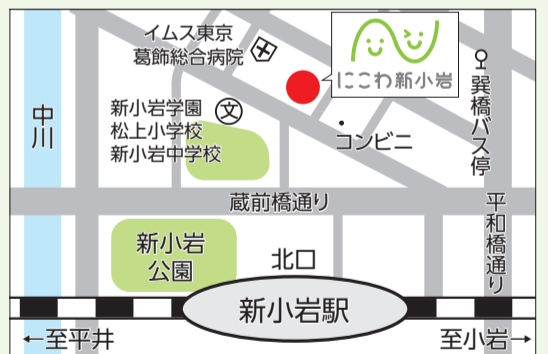 イムス東京
葛飾総合病院
にこわ新小岩
巽橋バス停
中川
新小岩学園
松上小学校
新小岩中学校
文
コンビニ
蔵前橋通り
平和橋通り
新小岩
公園
北口
新小岩駅
←至平井
至小岩→